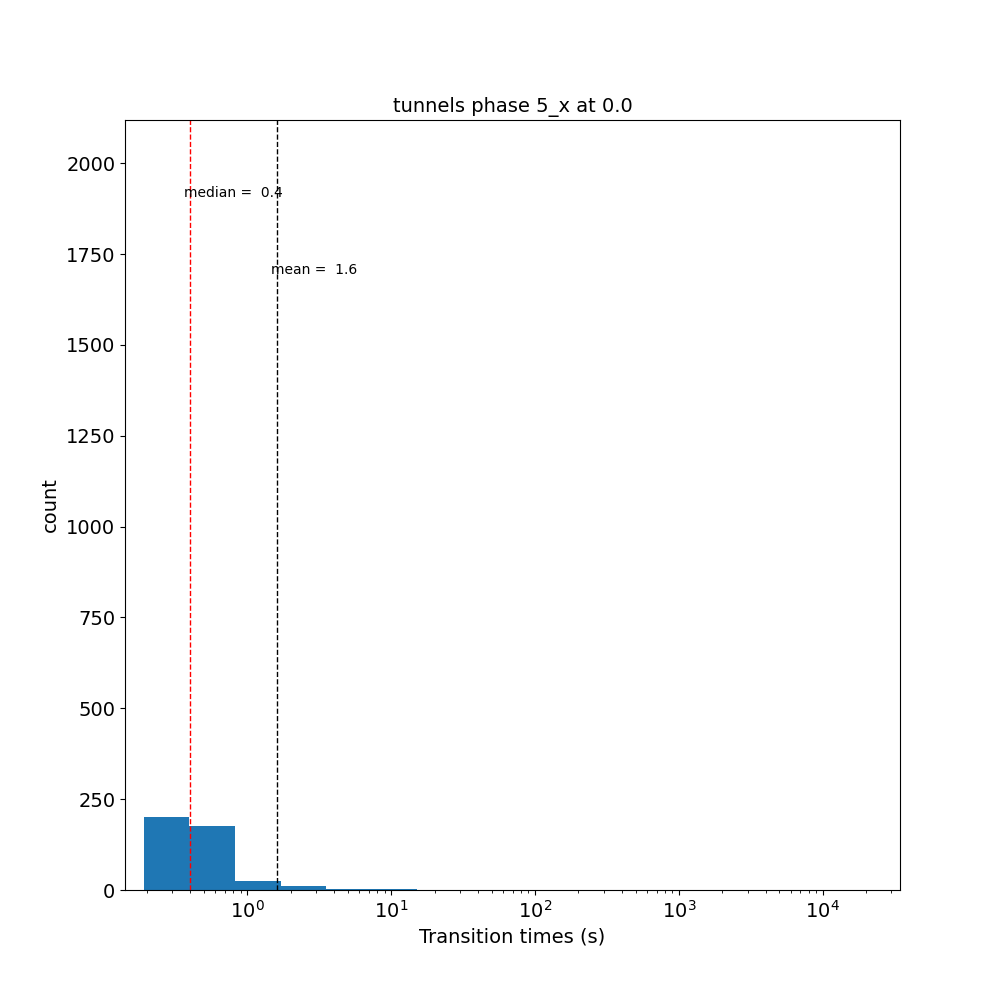 tunnels phase 5_x at 0.0
2000
median =  0.4
1750
mean =  1.6
1500
1250
1000
count
750
500
250
0
10^0 10^1 10^2 10^3 10^4
Transition times (s)